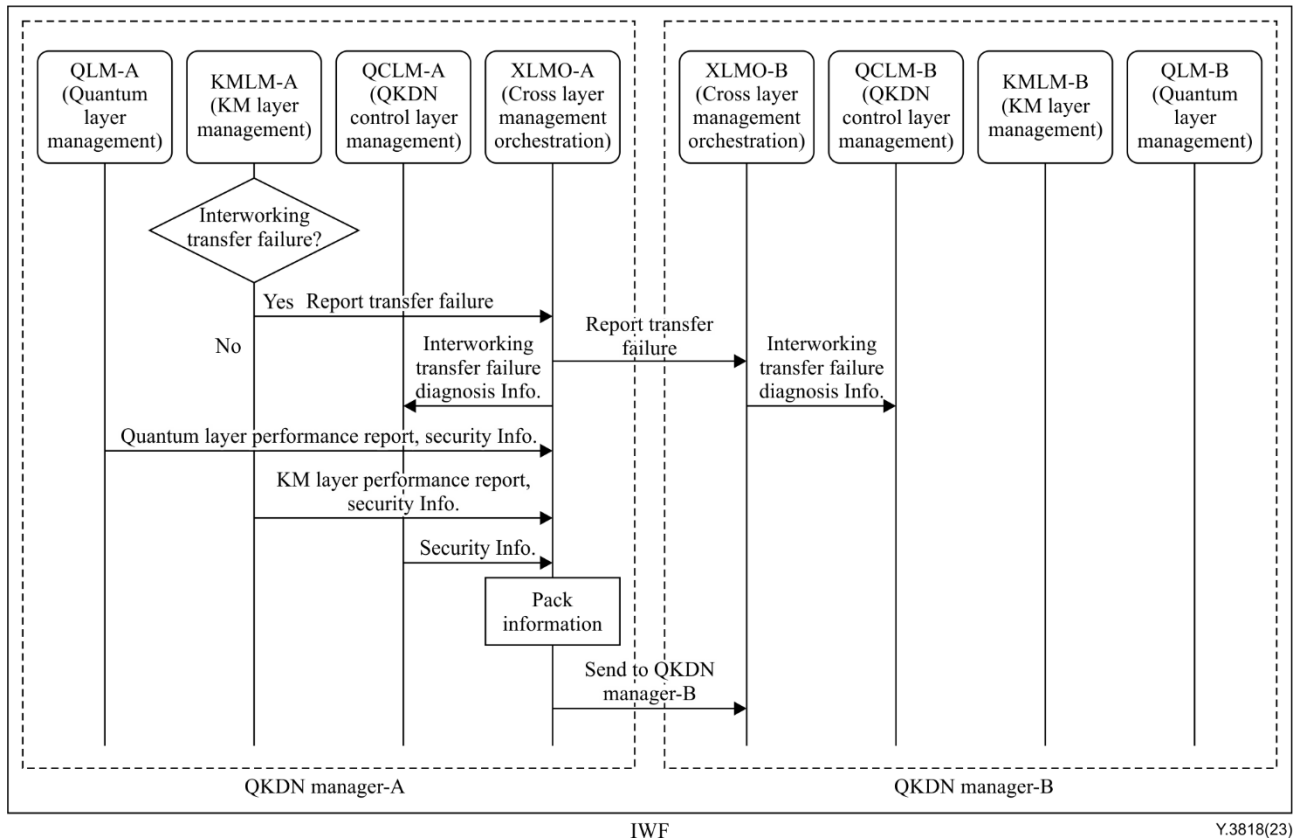 QLM-A
(Quantum
layer
management)
KMLM-A
(KM layer
management)
QCLM-A
(QKDN
control layer
management)
XLMO-A
(Cross layer
management
orchestration)
XLMO-B
(Cross layer
management
orchestration)
QCLM-B
(QKDN
control layer
management)
KMLM-B
(KM layer
management)
QLM-B
(Quantum
layer
management)
Interworking
transfer failure?
Yes Report transfer failure
No
Report transfer
failure
Interworking
transfer failure
diagnosis Info.
Interworking
transfer failure
diagnosis Info.
Quantum layer performance report, security Info.
KM layer performance report,
security Info.
Security Info.
Pack
information
Send to QKDN
manager-B
QKDN manager-A
QKDN manager-B
IWF
Y.3818(23)